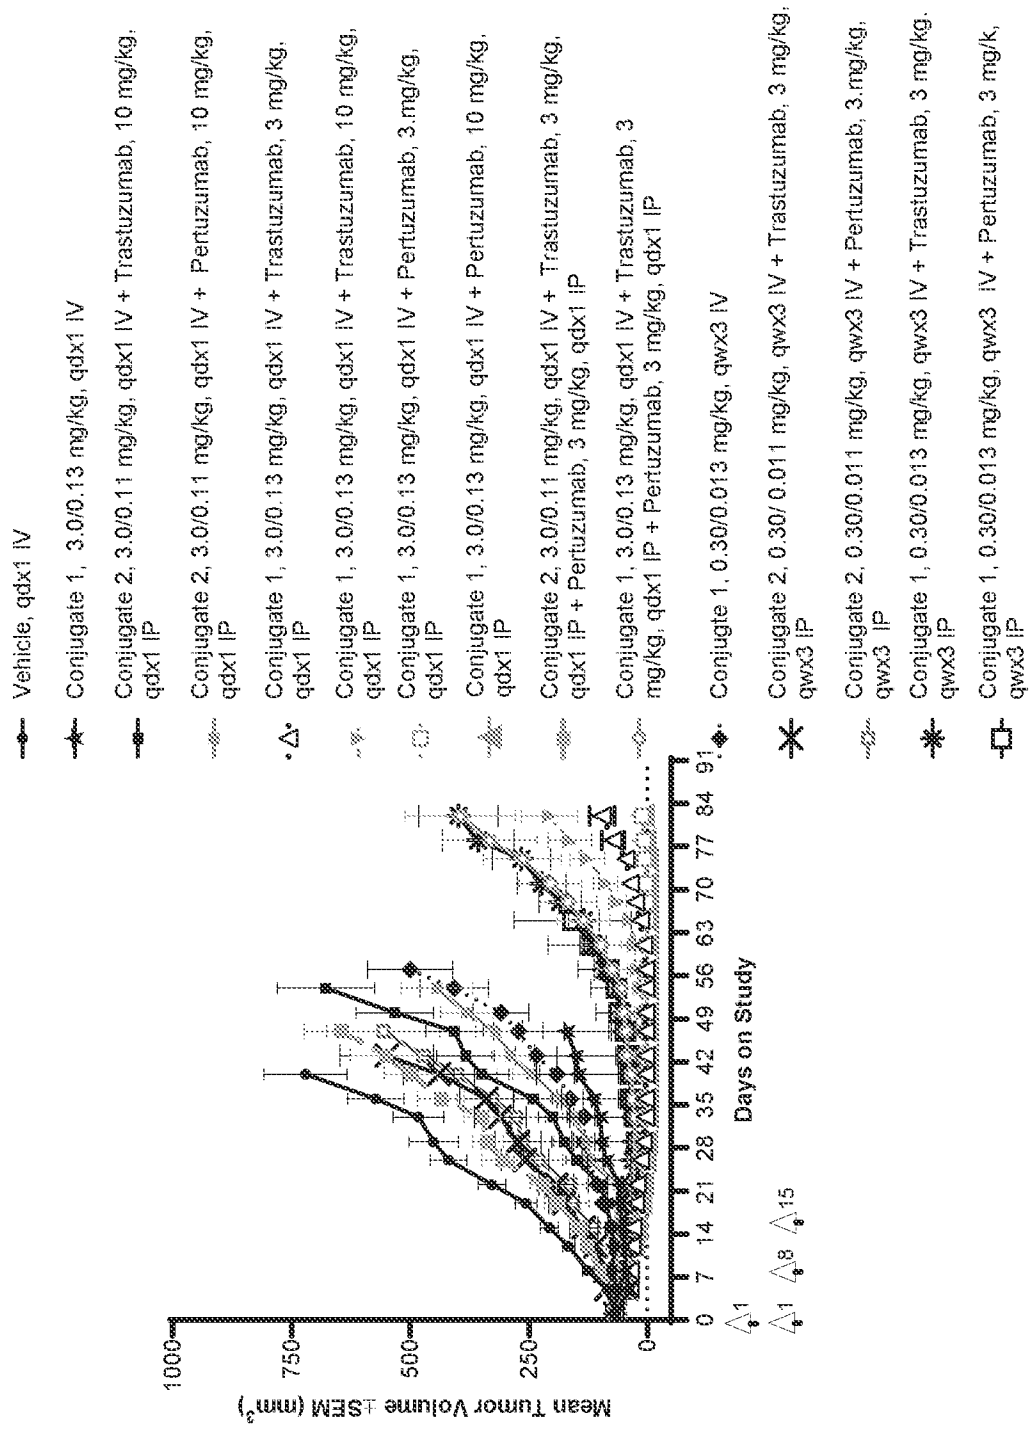 Vehicle, qdx1 IV
Conjugate 1, 3.0/0.13 mg/kg, qdx1 IV
Conjugate 2, 3.0/0.11 mg/kg, qdx1 IV + Trastuzumab, 10 mg/kg,
qdx1 IP
Conjugate 2, 3.0/0.11 mg/kg, qdx1 IV + Pertuzumab, 10 mg/kg,
qdx1 IP
Conjugate 1, 3.0/0.13 mg/kg, qdx1 IV + Trastuzumab, 3 mg/kg,
qdx1 IP
Conjugate 1, 3.0/0.13 mg/kg, qdx1 IV + Trastuzumab, 10 mg/kg,
qdx1 IP
Conjugate 1, 3.0/0.13 mg/kg, qdx1 IV + Pertuzumab, 3.mg/kg,
qdx1 IP
Conjugate 1, 3.0/0.13 mg/kg, qdx1 IV + Pertuzumab, 10 mg/kg,
qdx1 IP
Conjugate 2, 3.0/0.11 mg/kg, qdx1 IV + Trastuzumab, 3 mg/kg,
qdx1 IP + Pertuzumab, 3 mg/kg, qdx1 IP
Conjugate 1, 3.0/0.13 mg/kg, qdx1 IV + Trastuzumab, 3
mg/kg, qdx1 IP + Pertuzumab, 3 mg/kg, qdx1 IP
Conjugte 1, 0.30/0.013 mg/kg, qwx3 IV
Conjugate 2, 0.30/ 0.011 mg/kg, qwx3 IV + Trastuzumab, 3 mg/kg,
qwx3 IP
Conjugate 2, 0.30/0.011 mg/kg, qwx3 IV + Pertuzumab, 3.mg/kg,
qwx3 IP
Conjugate 1, 0.30/0.013 mg/kg, qwx3 IV + Trastuzumab, 3 mg/kg.
qwx3 IP
Conjugate 1, 0.30/0.013 mg/kg, qwx3 IV + Pertuzumab, 3 mg/k,
qwx3 IP
Mean Tumor Volume ±SEM (mm³)
1000
750
500
250
0
0 7 14 21 28 35 42 49 56 63 70 77 84 91
Days on Study
1
1 8 15